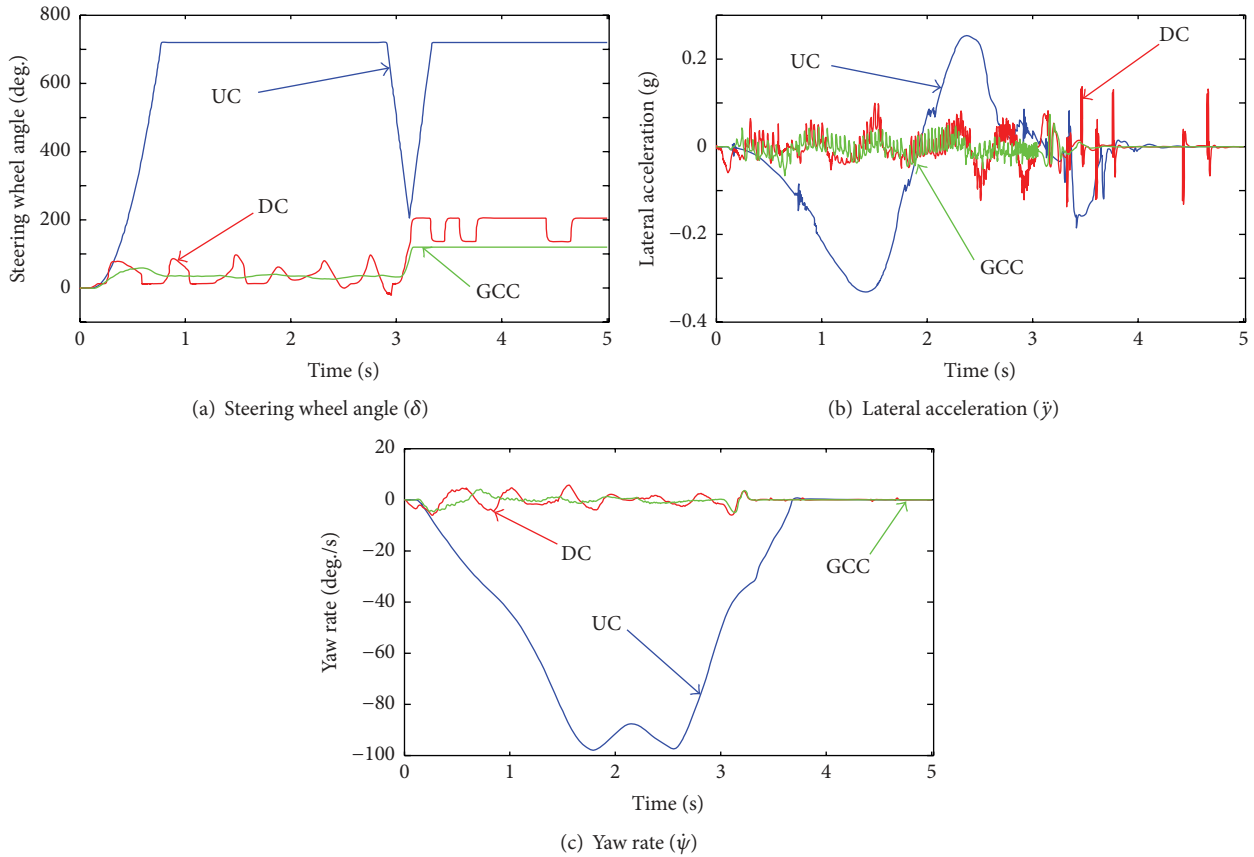 800
600
400
200
0
Steering wheel angle (deg.)
UC
DC
GCC
0 1 2 3 4 5
Time (s)
(a) Steering wheel angle (δ)
0.2
0
−0.2
−0.4
Lateral acceleration (g)
UC
DC
GCC
0 1 2 3 4 5
Time (s)
(b) Lateral acceleration (ÿ)
20
0
−20
−40
−60
−80
−100
Yaw rate (deg./s)
DC
GCC
UC
0 1 2 3 4 5
Time (s)
(c) Yaw rate (ψ̇)